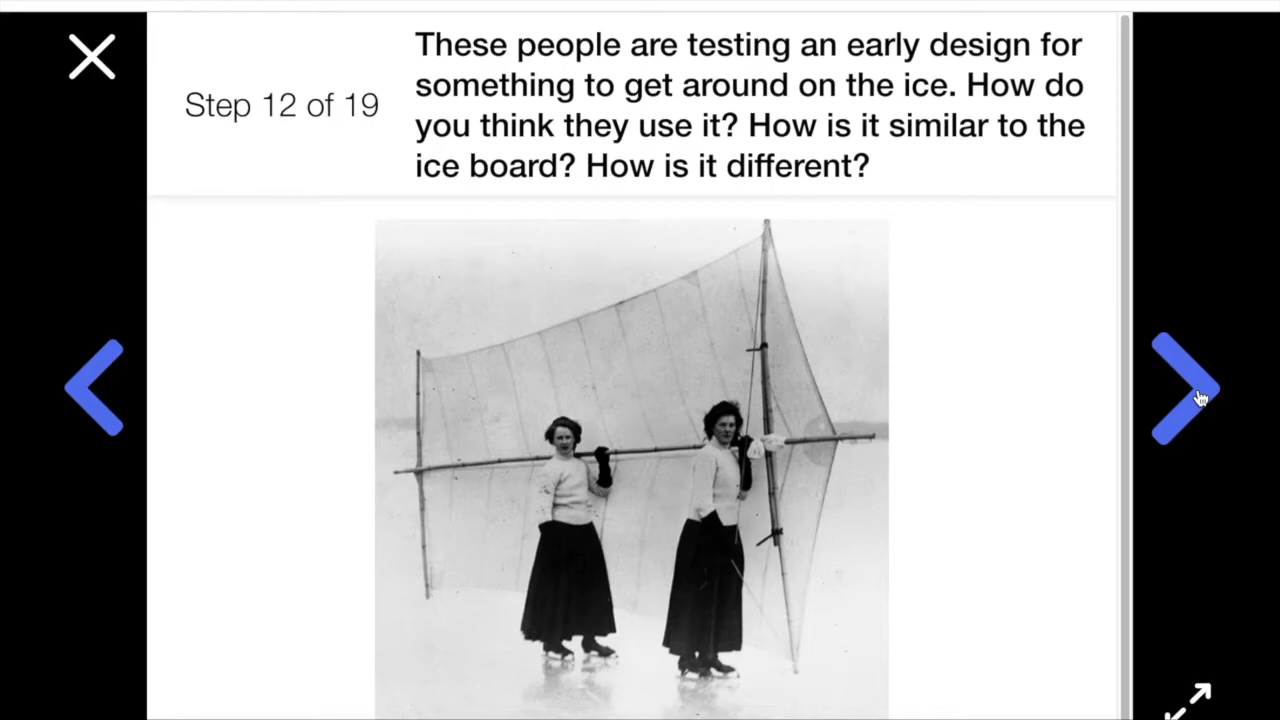 Step 12 of 19
These people are testing an early design for
something to get around on the ice. How do
you think they use it? How is it similar to the
ice board? How is it different?